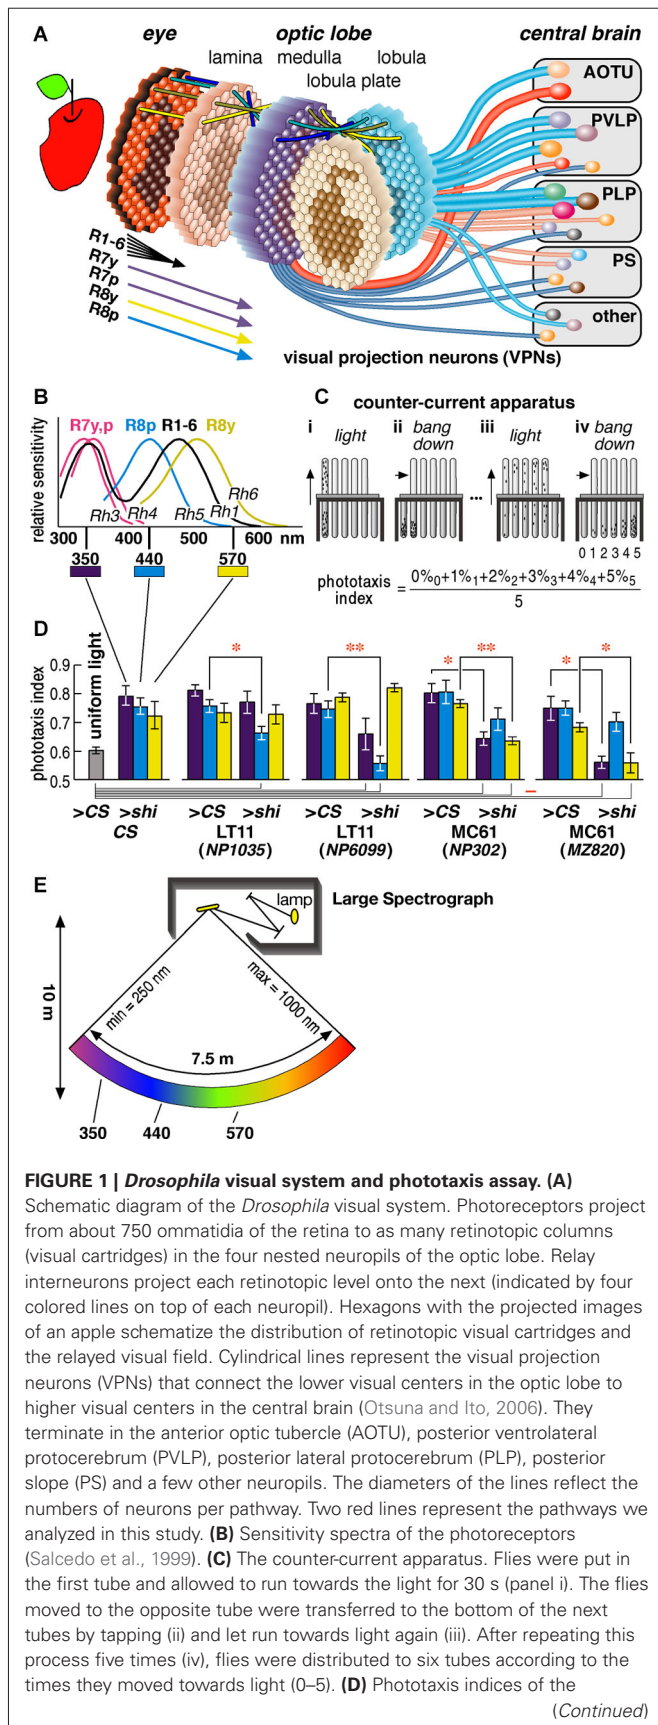 A
eye
optic lobe
central brain
lamina
medulla
lobula
lobula plate
AOTU
PVLP
PLP
PS
other
R1-6
R7y
R7p
R8y
R8p
visual projection neurons (VPNs)
B
relative sensitivity
R7y,p
R8p
R1-6
R8y
Rh3
Rh4
Rh5
Rh1
Rh6
300
400
500
600
nm
350
440
570
C
counter-current apparatus
i
light
ii
bang
down
iii
light
iv
bang
down
...
0 1 2 3 4 5
phototaxis index = 0%0+1%1+2%2+3%3+4%4+5%5
5
D
phototaxis index
0.9
0.8
0.7
0.6
0.5
uniform light
*
**
* **
* *
>CS >shi
CS
>CS >shi
LT11
(NP1035)
>CS >shi
LT11
(NP6099)
>CS >shi
MC61
(NP302)
>CS >shi
MC61
(MZ820)
E
lamp
Large Spectrograph
10 m
min = 250 nm
max = 1000 nm
7.5 m
350
440
570
FIGURE 1 | Drosophila visual system and phototaxis assay. (A)
Schematic diagram of the Drosophila visual system. Photoreceptors project
from about 750 ommatidia of the retina to as many retinotopic columns
(visual cartridges) in the four nested neuropils of the optic lobe. Relay
interneurons project each retinotopic level onto the next (indicated by four
colored lines on top of each neuropil). Hexagons with the projected images
of an apple schematize the distribution of retinotopic visual cartridges and
the relayed visual field. Cylindrical lines represent the visual projection
neurons (VPNs) that connect the lower visual centers in the optic lobe to
higher visual centers in the central brain (Otsuna and Ito, 2006). They
terminate in the anterior optic tubercle (AOTU), posterior ventrolateral
protocerebrum (PVLP), posterior lateral protocerebrum (PLP), posterior
slope (PS) and a few other neuropils. The diameters of the lines reflect the
numbers of neurons per pathway. Two red lines represent the pathways we
analyzed in this study. (B) Sensitivity spectra of the photoreceptors
(Salcedo et al., 1999). (C) The counter-current apparatus. Flies were put in
the first tube and allowed to run towards the light for 30 s (panel i). The flies
moved to the opposite tube were transferred to the bottom of the next
tubes by tapping (ii) and let run towards light again (iii). After repeating this
process five times (iv), flies were distributed to six tubes according to the
times they moved towards light (0–5). (D) Phototaxis indices of the
(Continued)